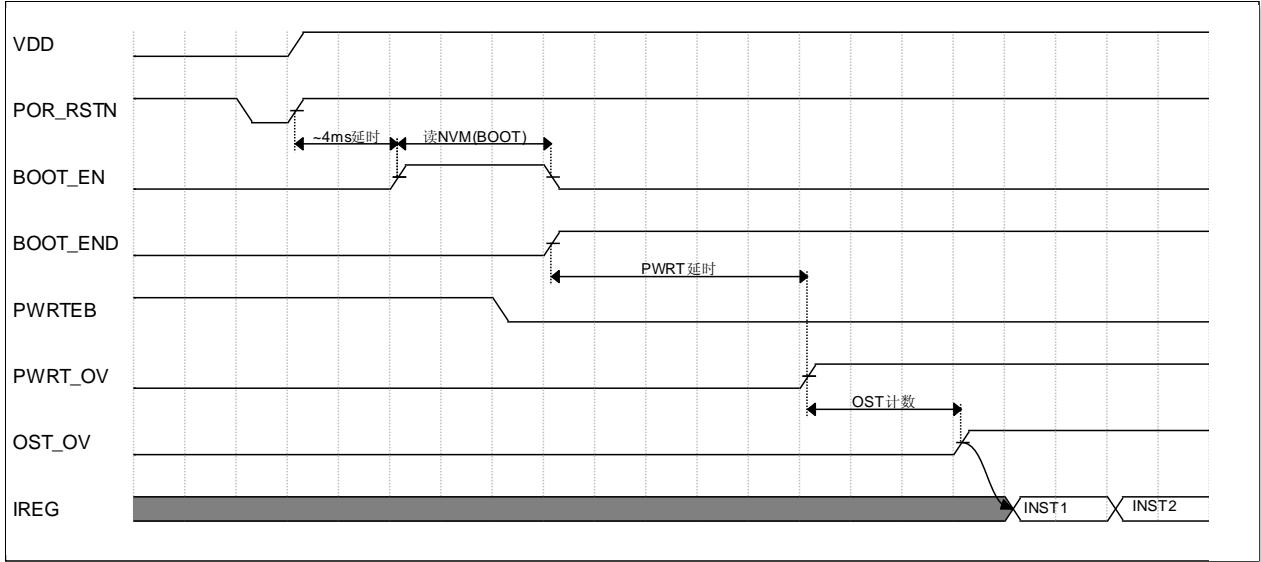 VDD
POR_RSTN
~4ms延时
读NVM(BOOT)
BOOT_EN
BOOT_END
PWRT延时
PWRTEB
PWRT_OV
OST计数
OST_OV
IREG
INST1
INST2